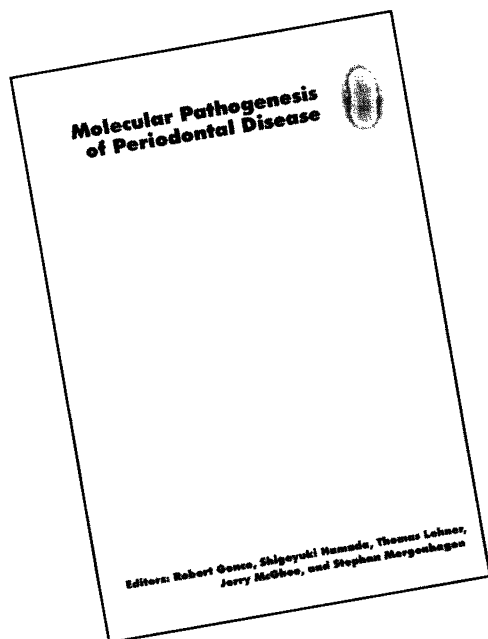 Molecular Pathogenesis
of Periodontal Disease
Editors: Robert Genco, Shigeyuki Hamada, Thomas Lehner,
Jerry McGhee, and Stephan Mergenhagen